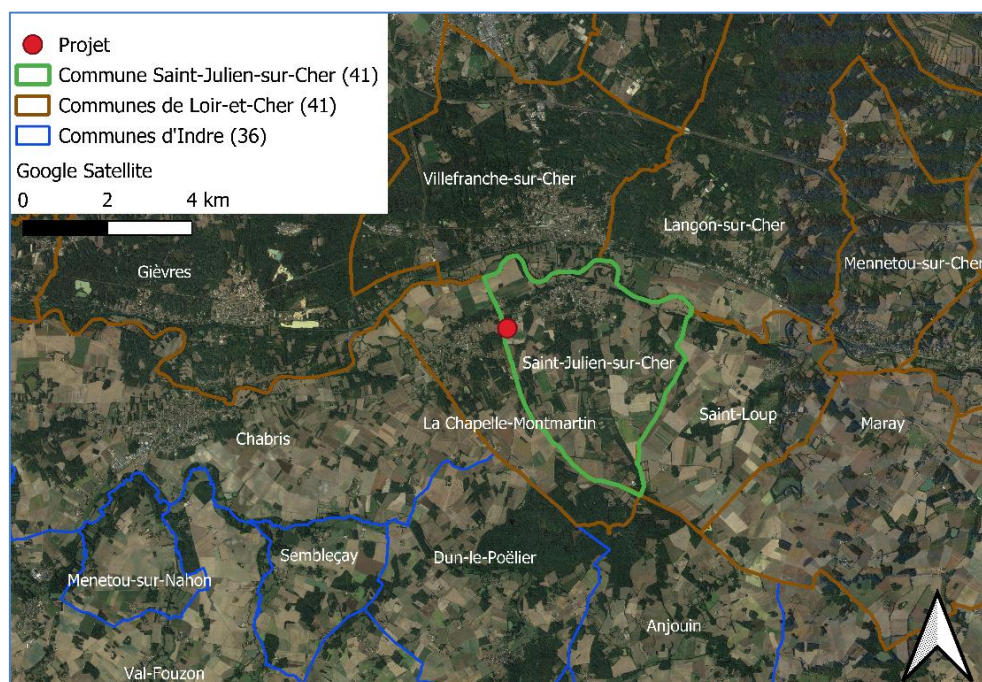 Projet
Commune Saint-Julien-sur-Cher (41)
Communes de Loir-et-Cher (41)
Communes d'Indre (36)
Google Satellite
0 2 4 km
Villefranche-sur-Cher
Langon-sur-Cher
Mennetou-sur-Cher
Gièvres
Saint-Julien-sur-Cher
Saint-Loup
Maray
La Chapelle-Montmartin
Chabris
Sembleçay
Dun-le-Poëlier
Menetou-sur-Nahon
Anjouin
Val-Fouzon